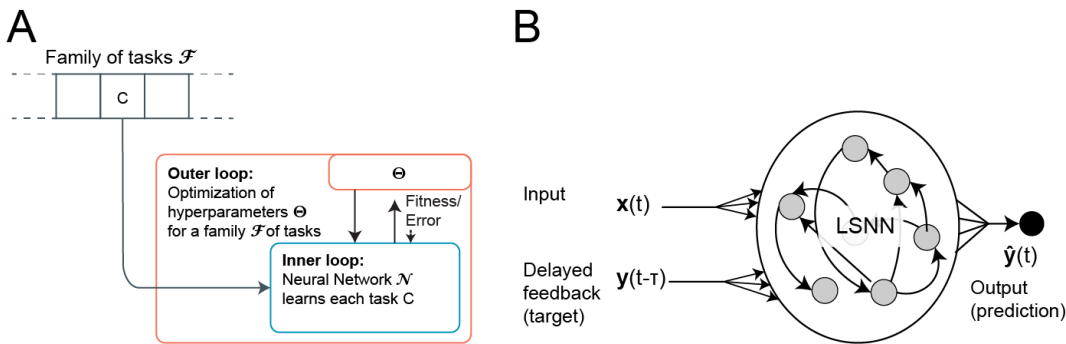 A
Family of tasks ℱ
C
Outer loop:
Optimization of
hyperparameters Θ
for a family ℱ of tasks
Θ
Fitness/
Error
Inner loop:
Neural Network 𝒩
learns each task C
B
Input
x(t)
LSNN
ŷ(t)
Delayed
feedback
(target)
y(t-τ)
Output
(prediction)